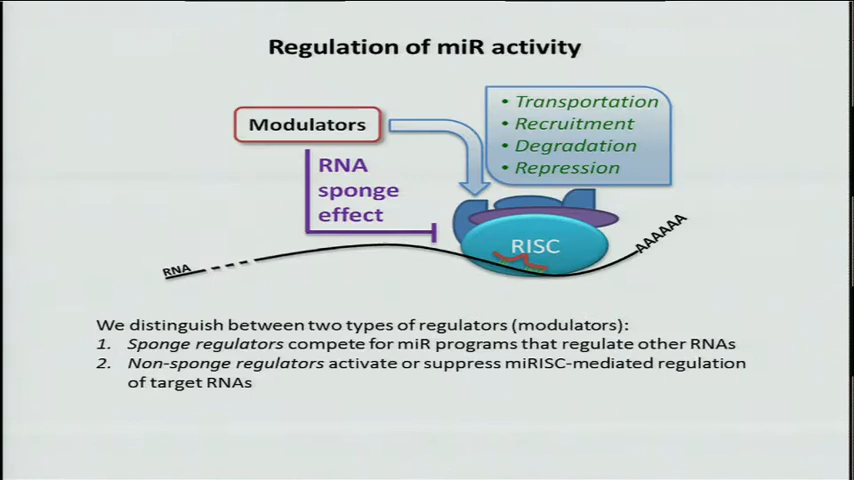 Regulation of miR activity
Modulators
• Transportation
• Recruitment
• Degradation
• Repression
RNA
sponge
effect
RISC
AAAAAA
RNA
We distinguish between two types of regulators (modulators):
1. Sponge regulators compete for miR programs that regulate other RNAs
2. Non-sponge regulators activate or suppress miRISC-mediated regulation
of target RNAs